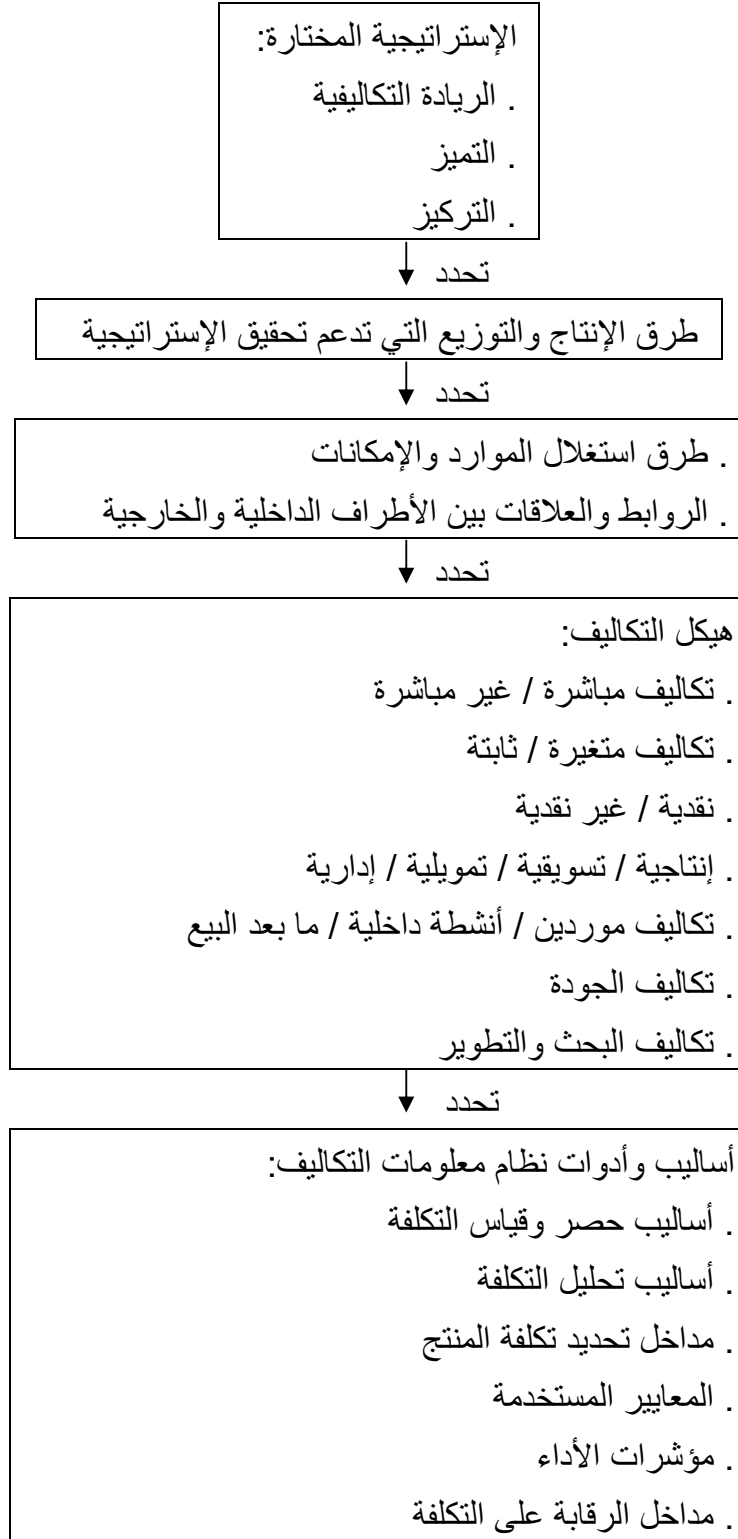 الإستراتيجية المختارة:
. الريادة التكاليفية
. التميز
. التركيز
تحدد
طرق الإنتاج والتوزيع التي تدعم تحقيق الإستراتيجية
تحدد
. طرق استغلال الموارد والإمكانات
. الروابط والعلاقات بين الأطراف الداخلية والخارجية
تحدد
هيكل التكاليف:
. تكاليف مباشرة / غير مباشرة
. تكاليف متغيرة / ثابتة
. نقدية / غير نقدية
. إنتاجية / تسويقية / تمويلية / إدارية
. تكاليف موردين / أنشطة داخلية / ما بعد البيع
. تكاليف الجودة
. تكاليف البحث والتطوير
تحدد
أساليب وأدوات نظام معلومات التكاليف:
. أساليب حصر وقياس التكلفة
. أساليب تحليل التكلفة
. مداخل تحديد تكلفة المنتج
. المعايير المستخدمة
. مؤشرات الأداء
. مداخل الرقابة على التكلفة